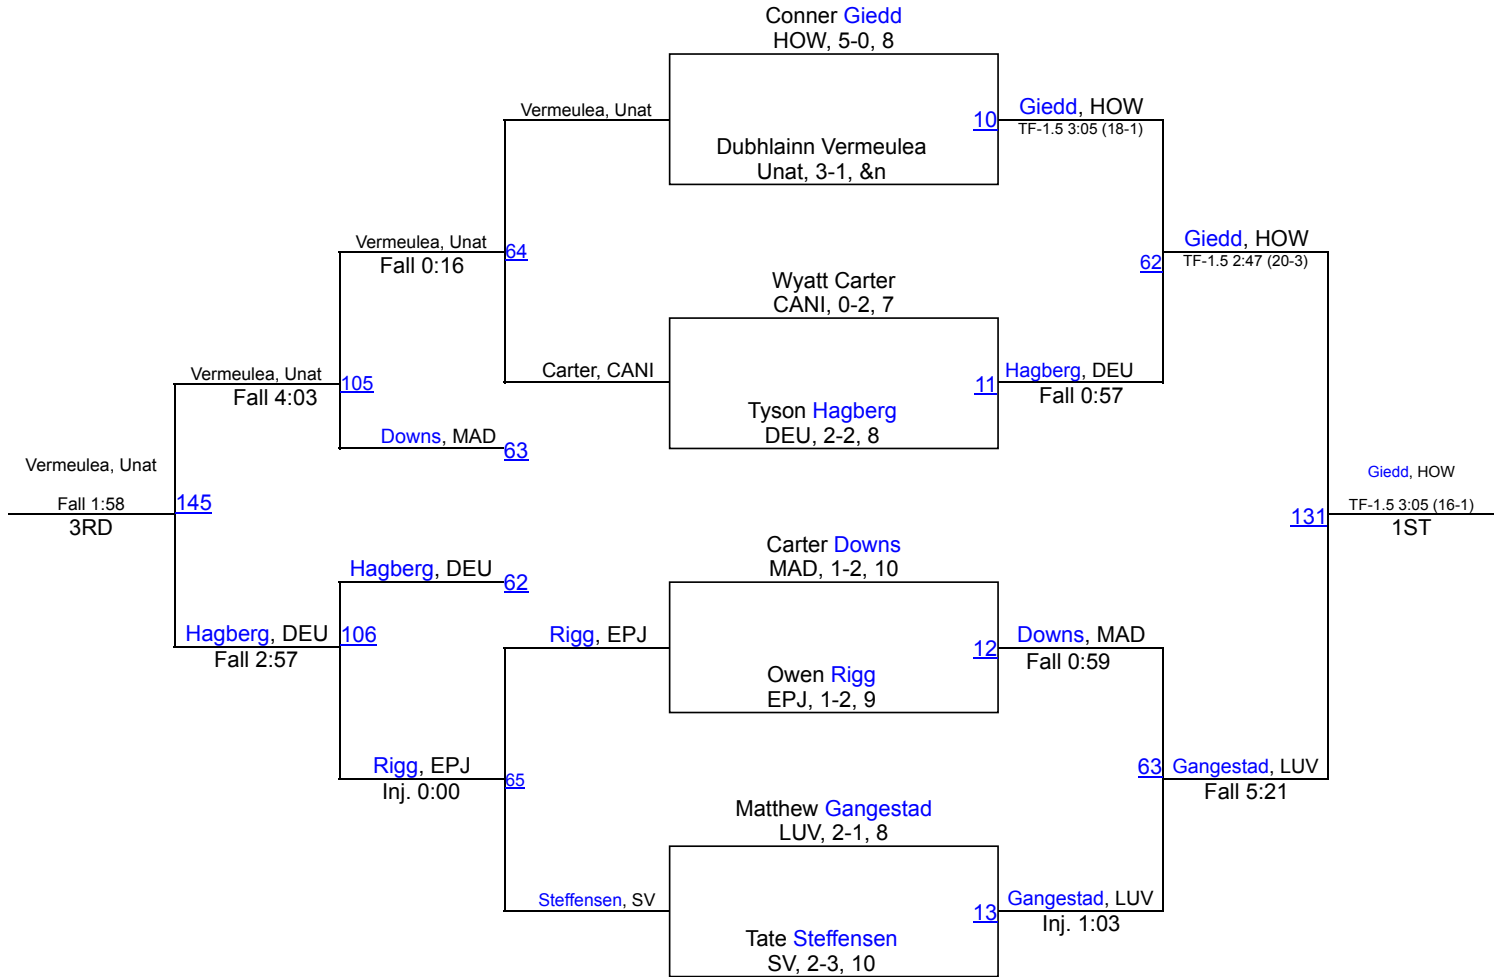 Conner Giedd
HOW, 5-0, 8
Vermeulea, Unat
10
Giedd, HOW
TF-1.5 3:05 (18-1)
Dubhlainn Vermeulea
Unat, 3-1, &n
Vermeulea, Unat
Fall 0:16
64
62
Giedd, HOW
TF-1.5 2:47 (20-3)
Wyatt Carter
CANI, 0-2, 7
Vermeulea, Unat
Fall 4:03
105
Carter, CANI
11
Hagberg, DEU
Fall 0:57
Tyson Hagberg
DEU, 2-2, 8
Downs, MAD
63
Vermeulea, Unat
Fall 1:58
3RD
145
131
Giedd, HOW
TF-1.5 3:05 (16-1)
1ST
Carter Downs
MAD, 1-2, 10
Hagberg, DEU
62
Hagberg, DEU
Fall 2:57
106
Rigg, EPJ
12
Downs, MAD
Fall 0:59
Owen Rigg
EPJ, 1-2, 9
Rigg, EPJ
Inj. 0:00
65
63
Gangestad, LUV
Fall 5:21
Matthew Gangestad
LUV, 2-1, 8
Steffensen, SV
13
Gangestad, LUV
Inj. 1:03
Tate Steffensen
SV, 2-3, 10